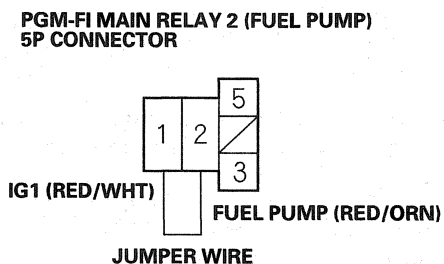 PGM-FI MAIN RELAY 2 (FUEL PUMP)
5P CONNECTOR
5
1 2
3
IG1 (RED/WHT)
FUEL PUMP (RED/ORN)
JUMPER WIRE